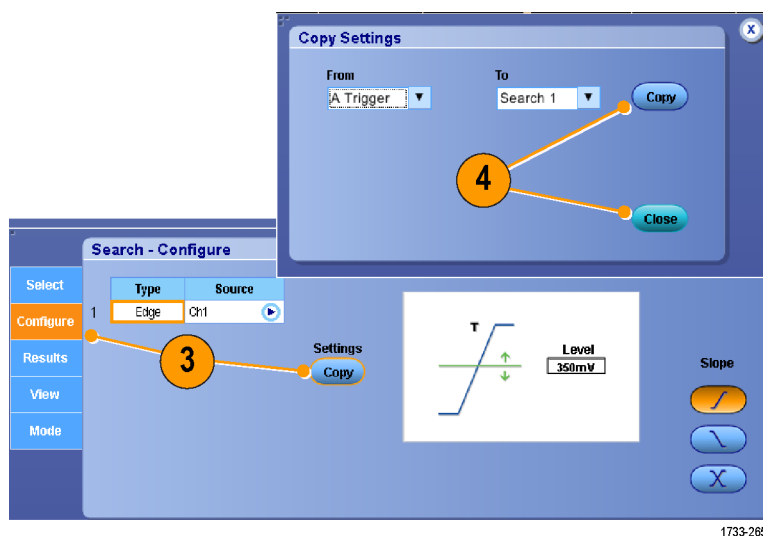 Copy Settings
X
From
To
A Trigger
Search 1
Copy
4
Close
Search - Configure
Select
Configure
Results
View
Mode
Type
Source
1
Edge
Ch1
3
Settings
Copy
T
Level
350mV
Slope
1733-265